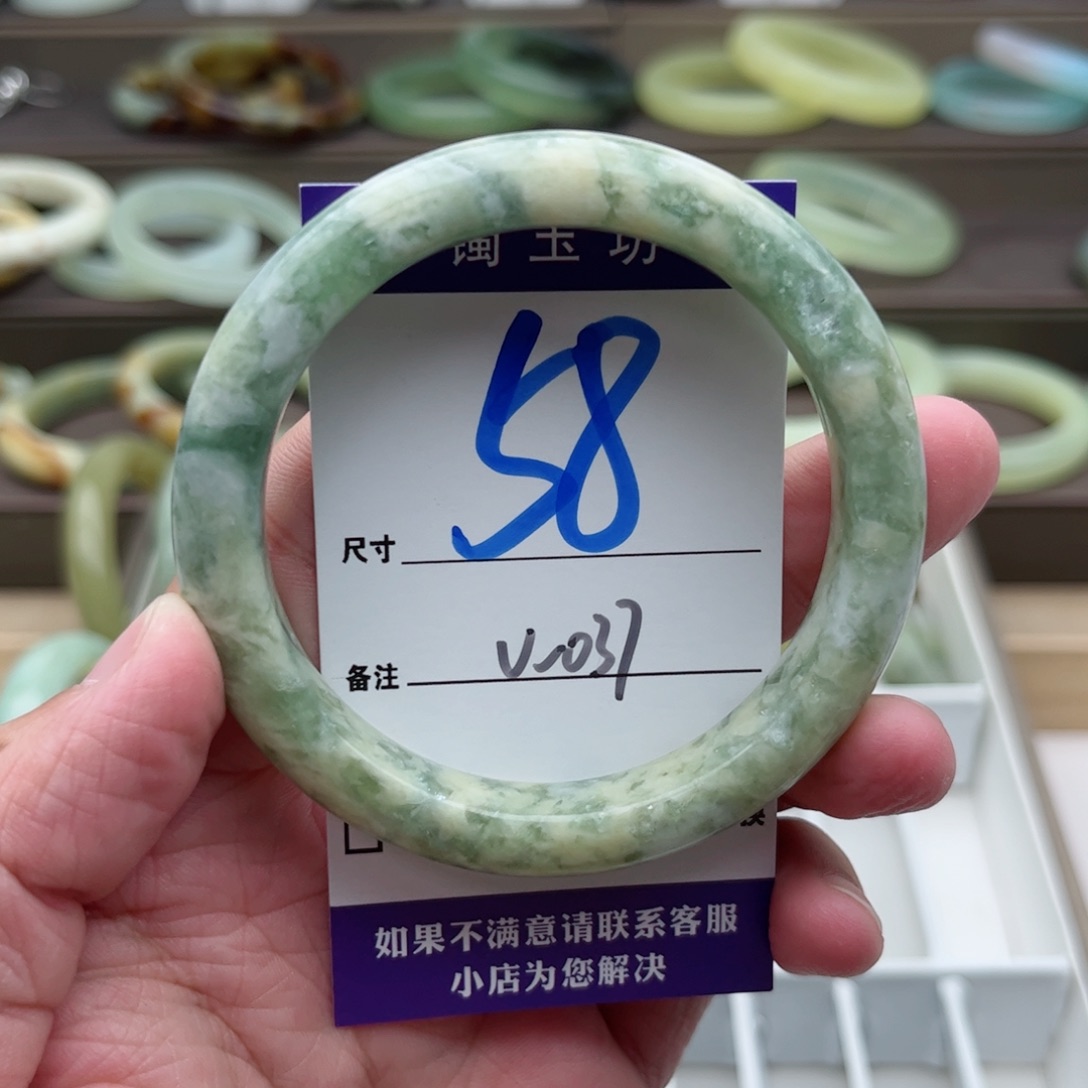 玉坊
58
尺寸
V-037
备注
如果不满意请联系客服
小店为您解决